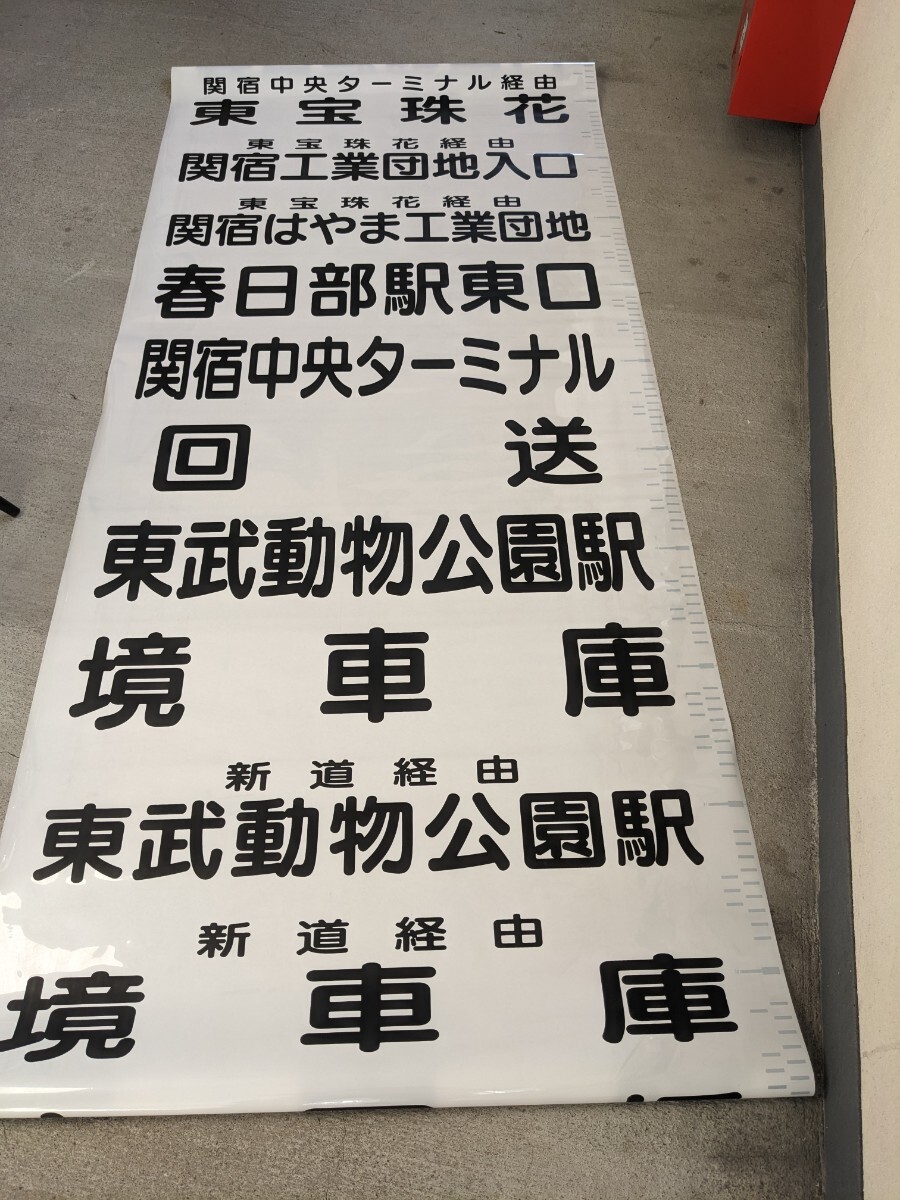 関宿中央ターミナル経由
東宝珠花
東宝珠花経由
関宿工業団地入口
東宝珠花経由
関宿はやま工業団地
春日部駅東口
関宿中央ターミナル
回送
東武動物公園駅
境車庫
新道経由
東武動物公園駅
新道経由
境車庫